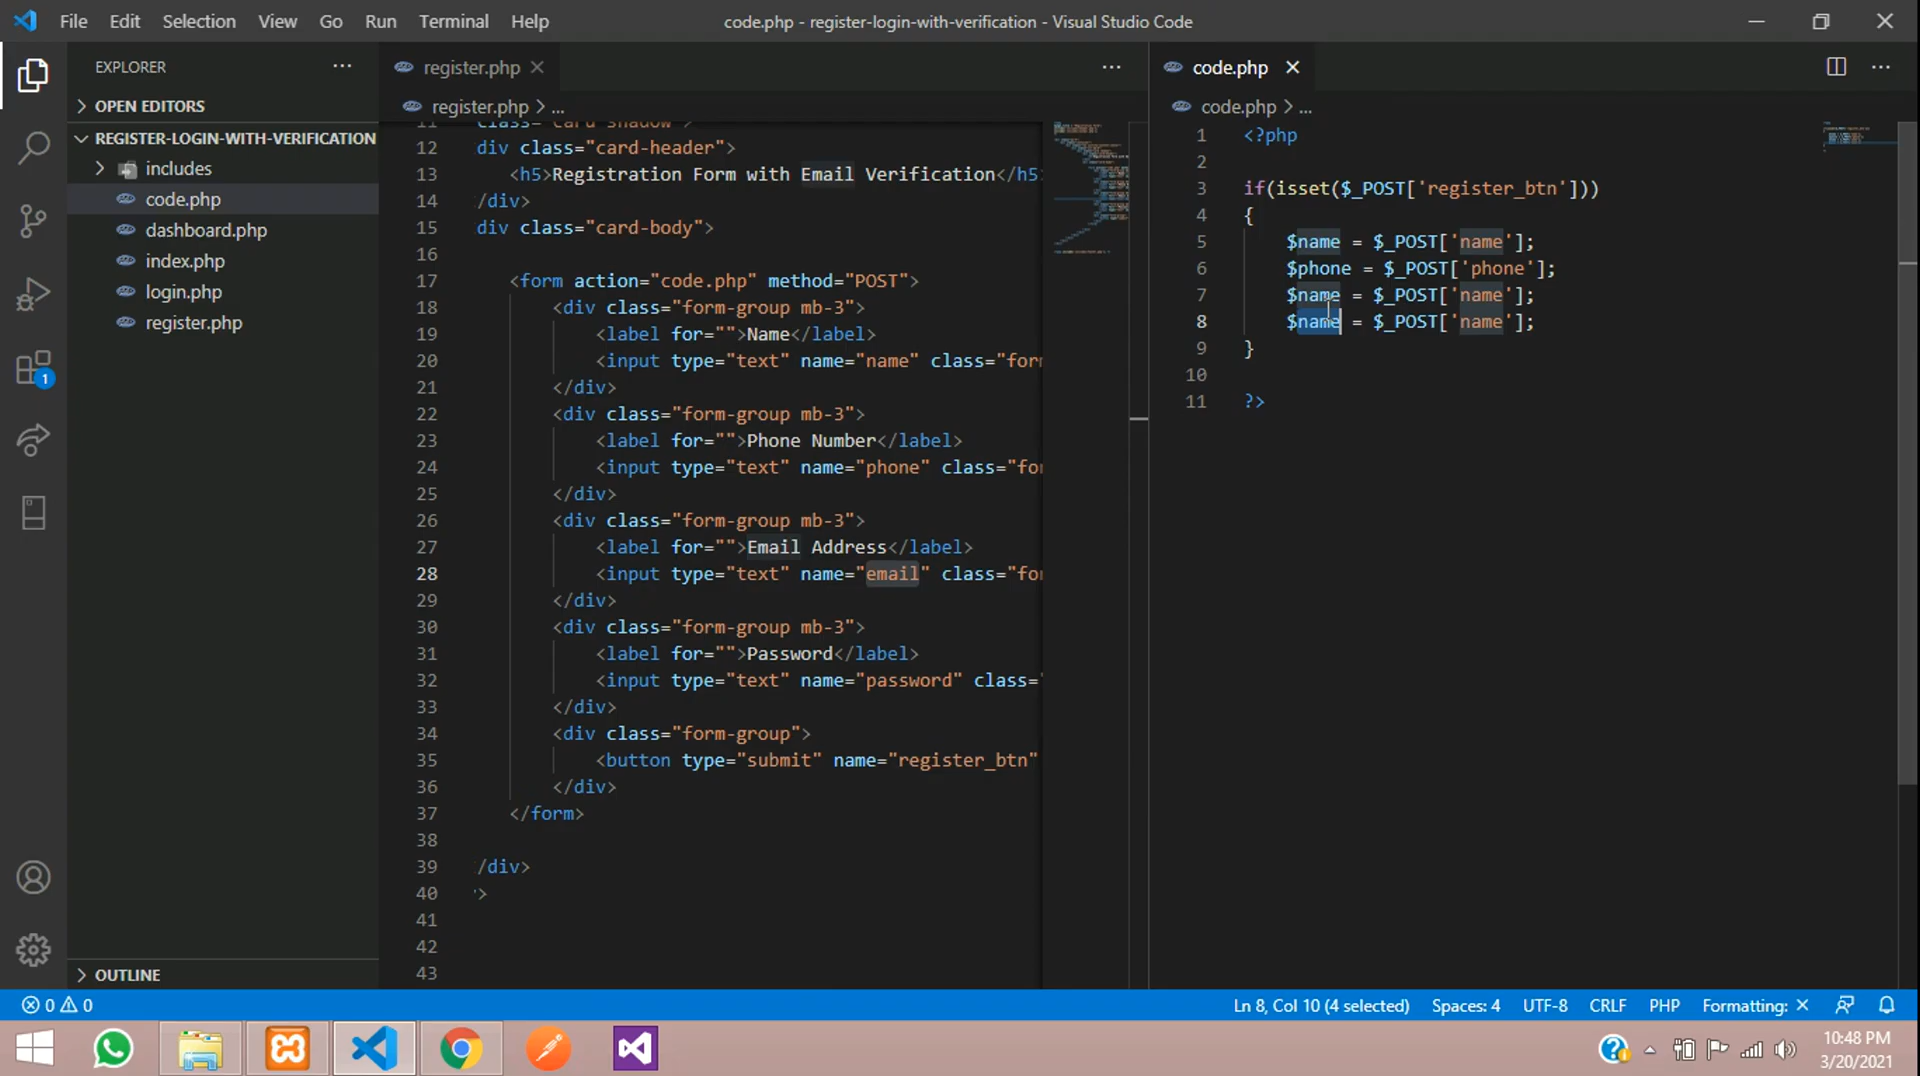 File Edit Selection View Go Run Terminal Help
code.php - register-login-with-verification - Visual Studio Code
EXPLORER
OPEN EDITORS
REGISTER-LOGIN-WITH-VERIFICATION
includes
code.php
dashboard.php
index.php
login.php
register.php
OUTLINE
1
register.php
register.php > ...
12 div class="card-header">
13 <h5>Registration Form with Email Verification</h5
14 /div>
15 div class="card-body">
16
17 <form action="code.php" method="POST">
18 <div class="form-group mb-3">
19 <label for="">Name</label>
20 <input type="text" name="name" class="form
21 </div>
22 <div class="form-group mb-3">
23 <label for="">Phone Number</label>
24 <input type="text" name="phone" class="for
25 </div>
26 <div class="form-group mb-3">
27 <label for="">Email Address</label>
28 <input type="text" name="email" class="for
29 </div>
30 <div class="form-group mb-3">
31 <label for="">Password</label>
32 <input type="text" name="password" class="
33 </div>
34 <div class="form-group">
35 <button type="submit" name="register_btn"
36 </div>
37 </form>
38
39 /div>
40 >
41
42
43
code.php
code.php > ...
1 <?php
2
3 if(isset($_POST['register_btn']))
4 {
5 $name = $_POST['name'];
6 $phone = $_POST['phone'];
7 $name = $_POST['name'];
8 $name = $_POST['name'];
9 }
10
11 ?>
0 0
Ln 8, Col 10 (4 selected) Spaces: 4 UTF-8 CRLF PHP Formatting: ×
10:48 PM
3/20/2021